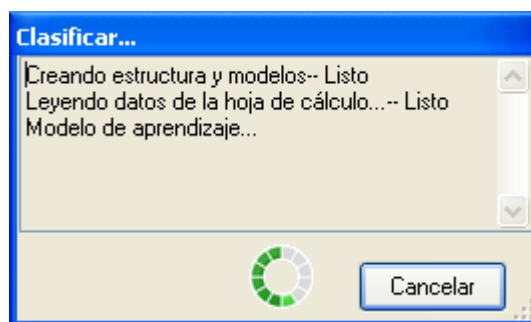 Clasificar...
Creando estructura y modelos-- Listo
Leyendo datos de la hoja de cálculo...-- Listo
Modelo de aprendizaje...
Cancelar